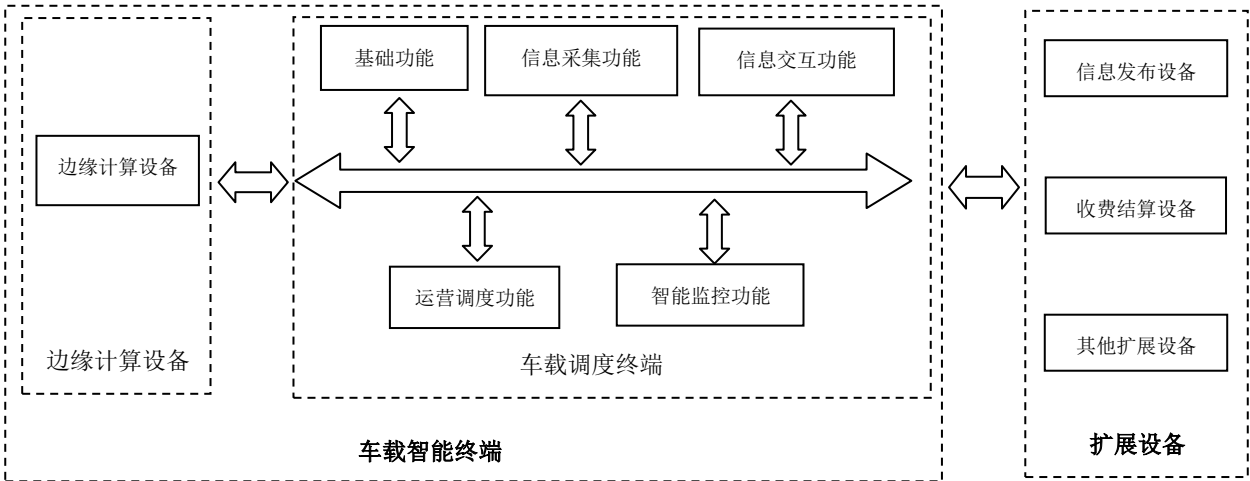 基础功能
信息采集功能
信息交互功能
信息发布设备
边缘计算设备
收费结算设备
运营调度功能
智能监控功能
其他扩展设备
边缘计算设备
车载调度终端
车载智能终端
扩展设备